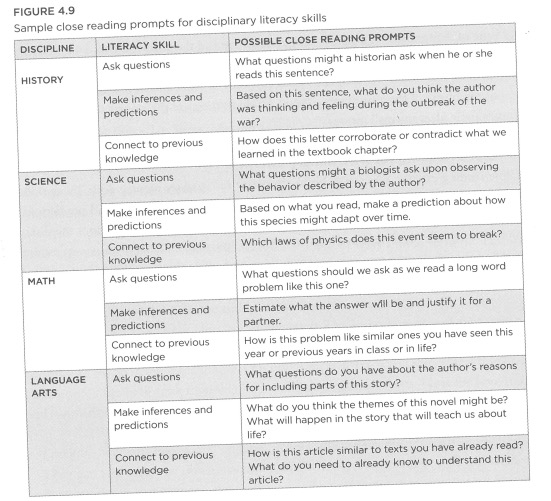 FIGURE 4.9
Sample close reading prompts for disciplinary literacy skills
DISCIPLINE LITERACY SKILL POSSIBLE CLOSE READING PROMPTS
HISTORY
Ask questions
What questions might a historian ask when he or she
reads this sentence?
Make inferences and
predictions
Based on this sentence, what do you think the author
was thinking and feeling during the outbreak of the
war?
Connect to previous
knowledge
How does this letter corroborate or contradict what we
learned in the textbook chapter?
SCIENCE
Ask questions
What questions might a biologist ask upon observing
the behavior described by the author?
Make inferences and
predictions
Based on what you read, make a prediction about how
this species might adapt over time.
Connect to previous
knowledge
Which laws of physics does this event seem to break?
MATH
Ask questions
What questions should we ask as we read a long word
problem like this one?
Make inferences and
predictions
Estimate what the answer will be and justify it for a
partner.
Connect to previous
knowledge
How is this problem like similar ones you have seen this
year or previous years in class or in life?
LANGUAGE
ARTS
Ask questions
What questions do you have about the author's reasons
for including parts of this story?
Make inferences and
predictions
What do you think the themes of this novel might be?
What will happen in the story that will teach us about
life?
Connect to previous
knowledge
How is this article similar to texts you have already read?
What do you need to already know to understand this
article?